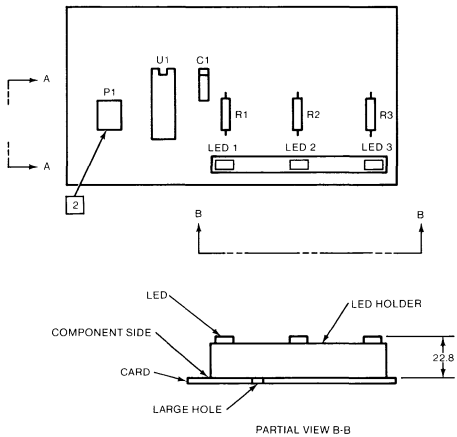 U1
C1
A
P1
R1
R2
R3
LED 1
LED 2
LED 3
A
2
B
B
LED
LED HOLDER
COMPONENT SIDE
22.8
CARD
LARGE HOLE
PARTIAL VIEW B-B